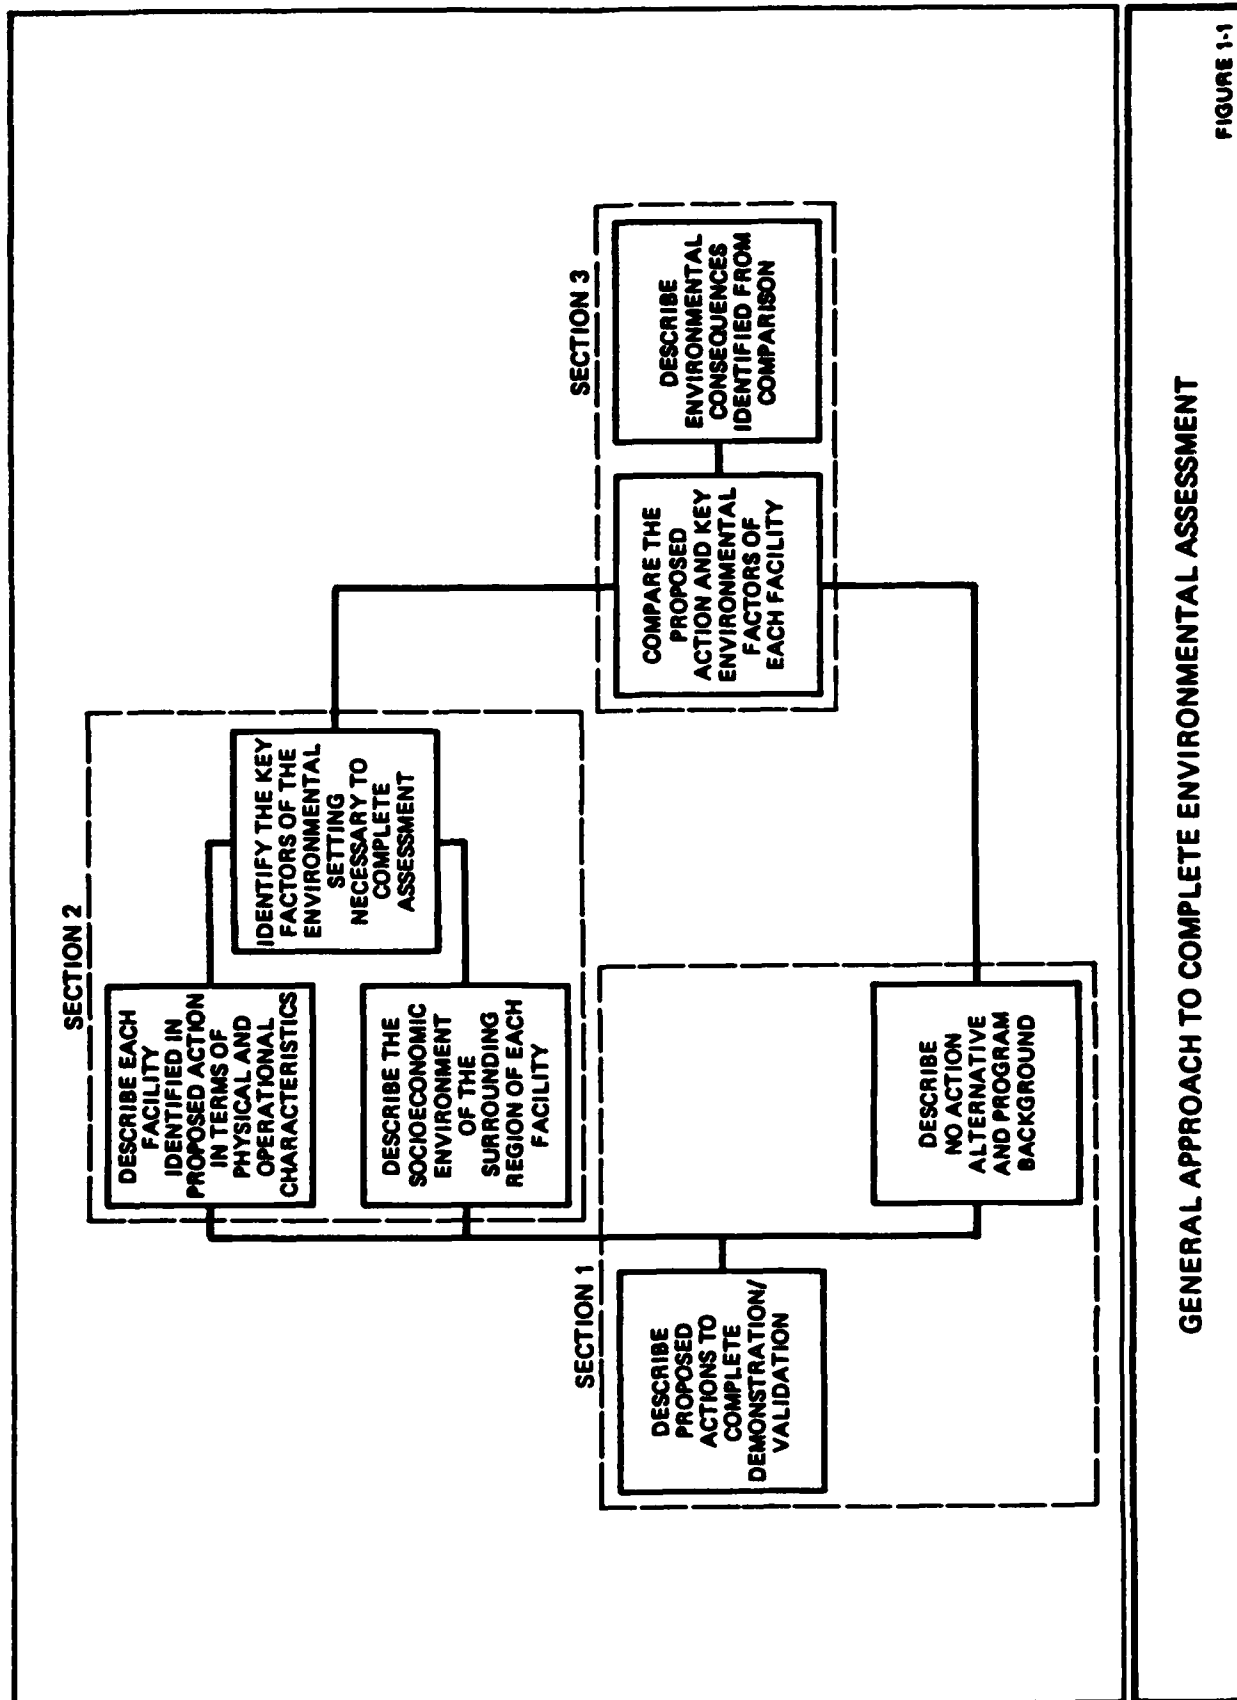 SECTION 2
DESCRIBE EACH
FACILITY
IDENTIFIED IN
PROPOSED ACTION
IN TERMS OF
PHYSICAL AND
OPERATIONAL
CHARACTERISTICS
IDENTIFY THE KEY
FACTORS OF THE
ENVIRONMENTAL
SETTING
NECESSARY TO
COMPLETE
ASSESSMENT
DESCRIBE THE
SOCIOECONOMIC
ENVIRONMENT
OF THE
SURROUNDING
REGION OF EACH
FACILITY
SECTION 1
DESCRIBE
PROPOSED
ACTIONS TO
COMPLETE
DEMONSTRATION/
VALIDATION
DESCRIBE
NO ACTION
ALTERNATIVE
AND PROGRAM
BACKGROUND
SECTION 3
COMPARE THE
PROPOSED
ACTION AND KEY
ENVIRONMENTAL
FACTORS OF
EACH FACILITY
DESCRIBE
ENVIRONMENTAL
CONSEQUENCES
IDENTIFIED FROM
COMPARISON
GENERAL APPROACH TO COMPLETE ENVIRONMENTAL ASSESSMENT
FIGURE 1-1